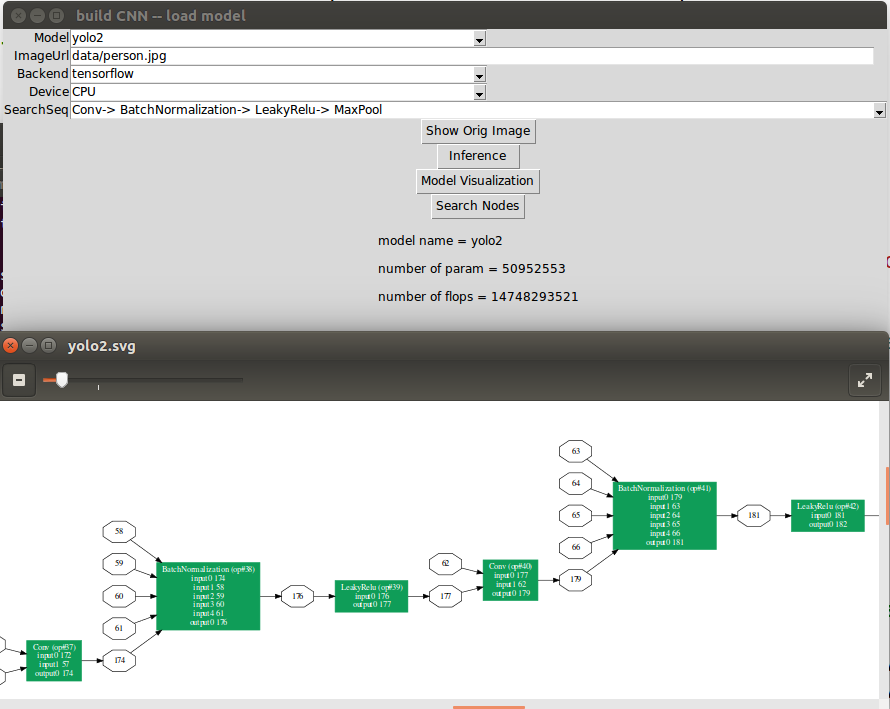 build CNN -- load model
Model yolo2
ImageUrl data/person.jpg
Backend tensorflow
Device CPU
SearchSeq Conv-> BatchNormalization-> LeakyRelu-> MaxPool
Show Orig Image
Inference
Model Visualization
Search Nodes
model name = yolo2
number of param = 50952553
number of flops = 14748293521
yolo2.svg
58
59
60
61
174
Conv (op#37)
input0 172
input1 57
output0 174
BatchNormalization (op#38)
input0 174
input1 58
input2 59
input3 60
input4 61
output0 176
176
LeakyRelu (op#39)
input0 176
output0 177
62
177
Conv (op#40)
input0 177
input1 62
output0 179
63
64
65
66
179
BatchNormalization (op#41)
input0 179
input1 63
input2 64
input3 65
input4 66
output0 181
181
LeakyRelu (op#42)
input0 181
output0 182